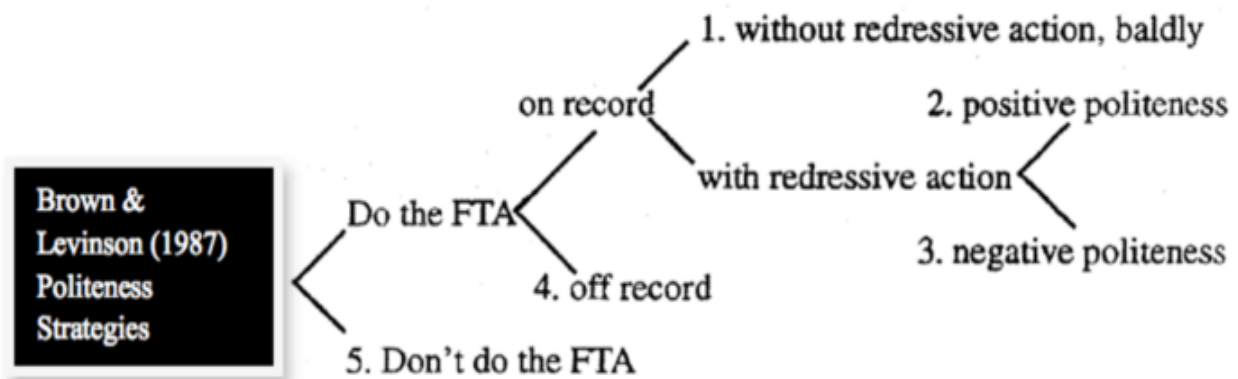 1. without redressive action, baldly
on record
2. positive politeness
with redressive action
Brown &
Levinson (1987)
Politeness
Strategies
Do the FTA
3. negative politeness
4. off record
5. Don't do the FTA